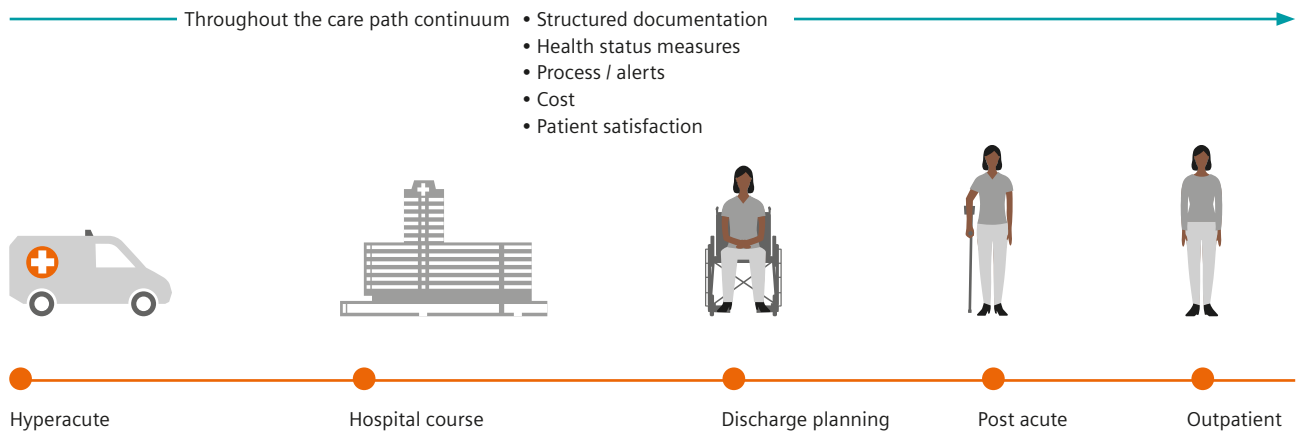 Throughout the care path continuum
• Structured documentation
• Health status measures
• Process / alerts
• Cost
• Patient satisfaction
Hyperacute
Hospital course
Discharge planning
Post acute
Outpatient